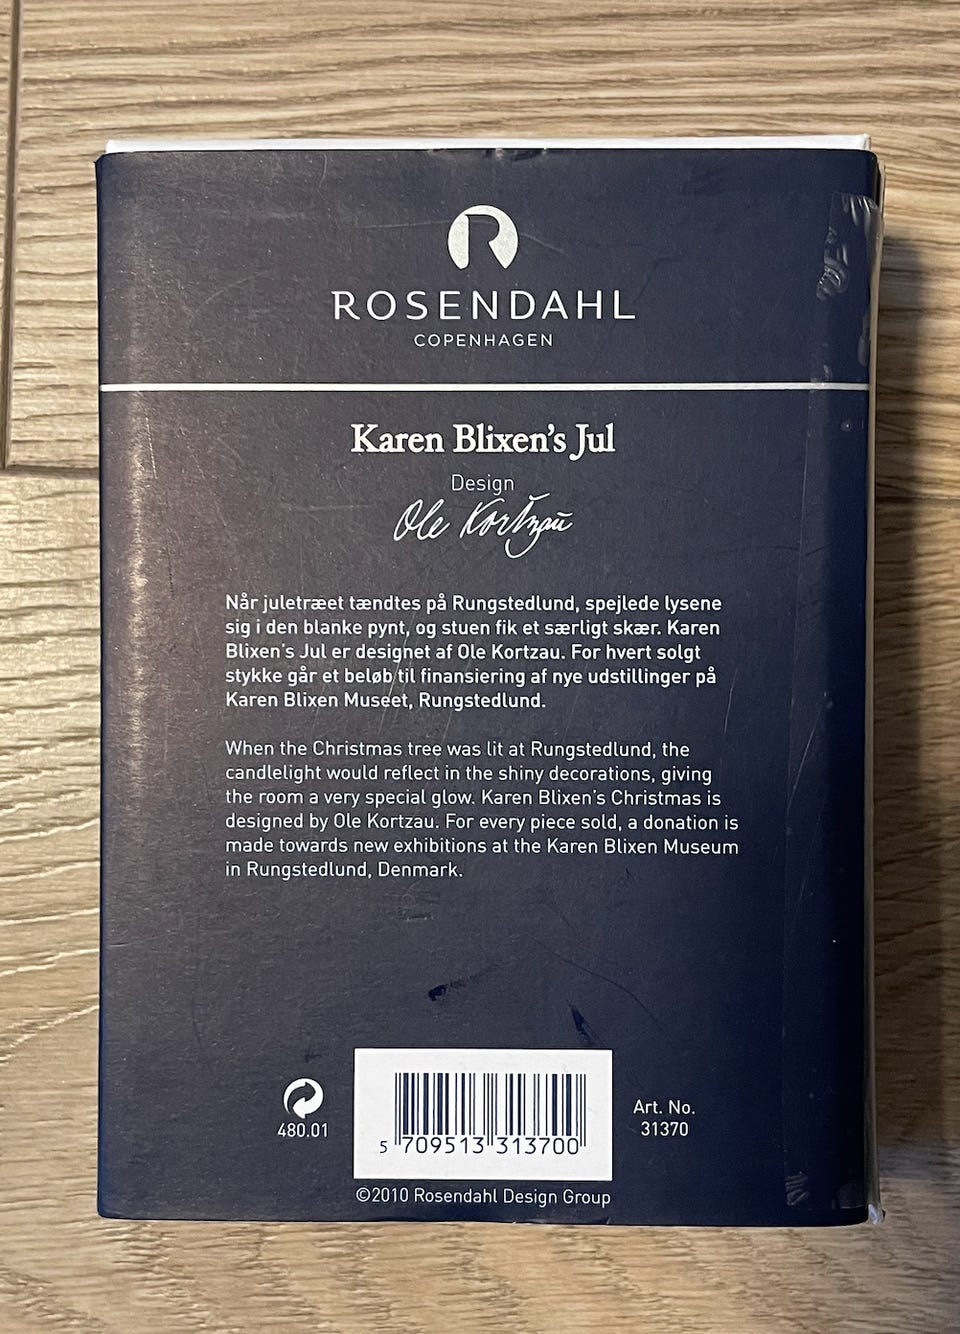 R
ROSENDAHL
COPENHAGEN
Karen Blixen's Jul
Design
Ole Kortzau
Når juletræet tændtes på Rungstedlund, spejlede lysene
sig i den blanke pynt, og stuen fik et særligt skær. Karen
Blixen's Jul er designet af Ole Kortzau. For hvert solgt
stykke går et beløb til finansiering af nye udstillinger på
Karen Blixen Museet, Rungstedlund.
When the Christmas tree was lit at Rungstedlund, the
candlelight would reflect in the shiny decorations, giving
the room a very special glow. Karen Blixen's Christmas is
designed by Ole Kortzau. For every piece sold, a donation is
made towards new exhibitions at the Karen Blixen Museum
in Rungstedlund, Denmark.
480.01
5 709513 313700
Art. No.
31370
©2010 Rosendahl Design Group